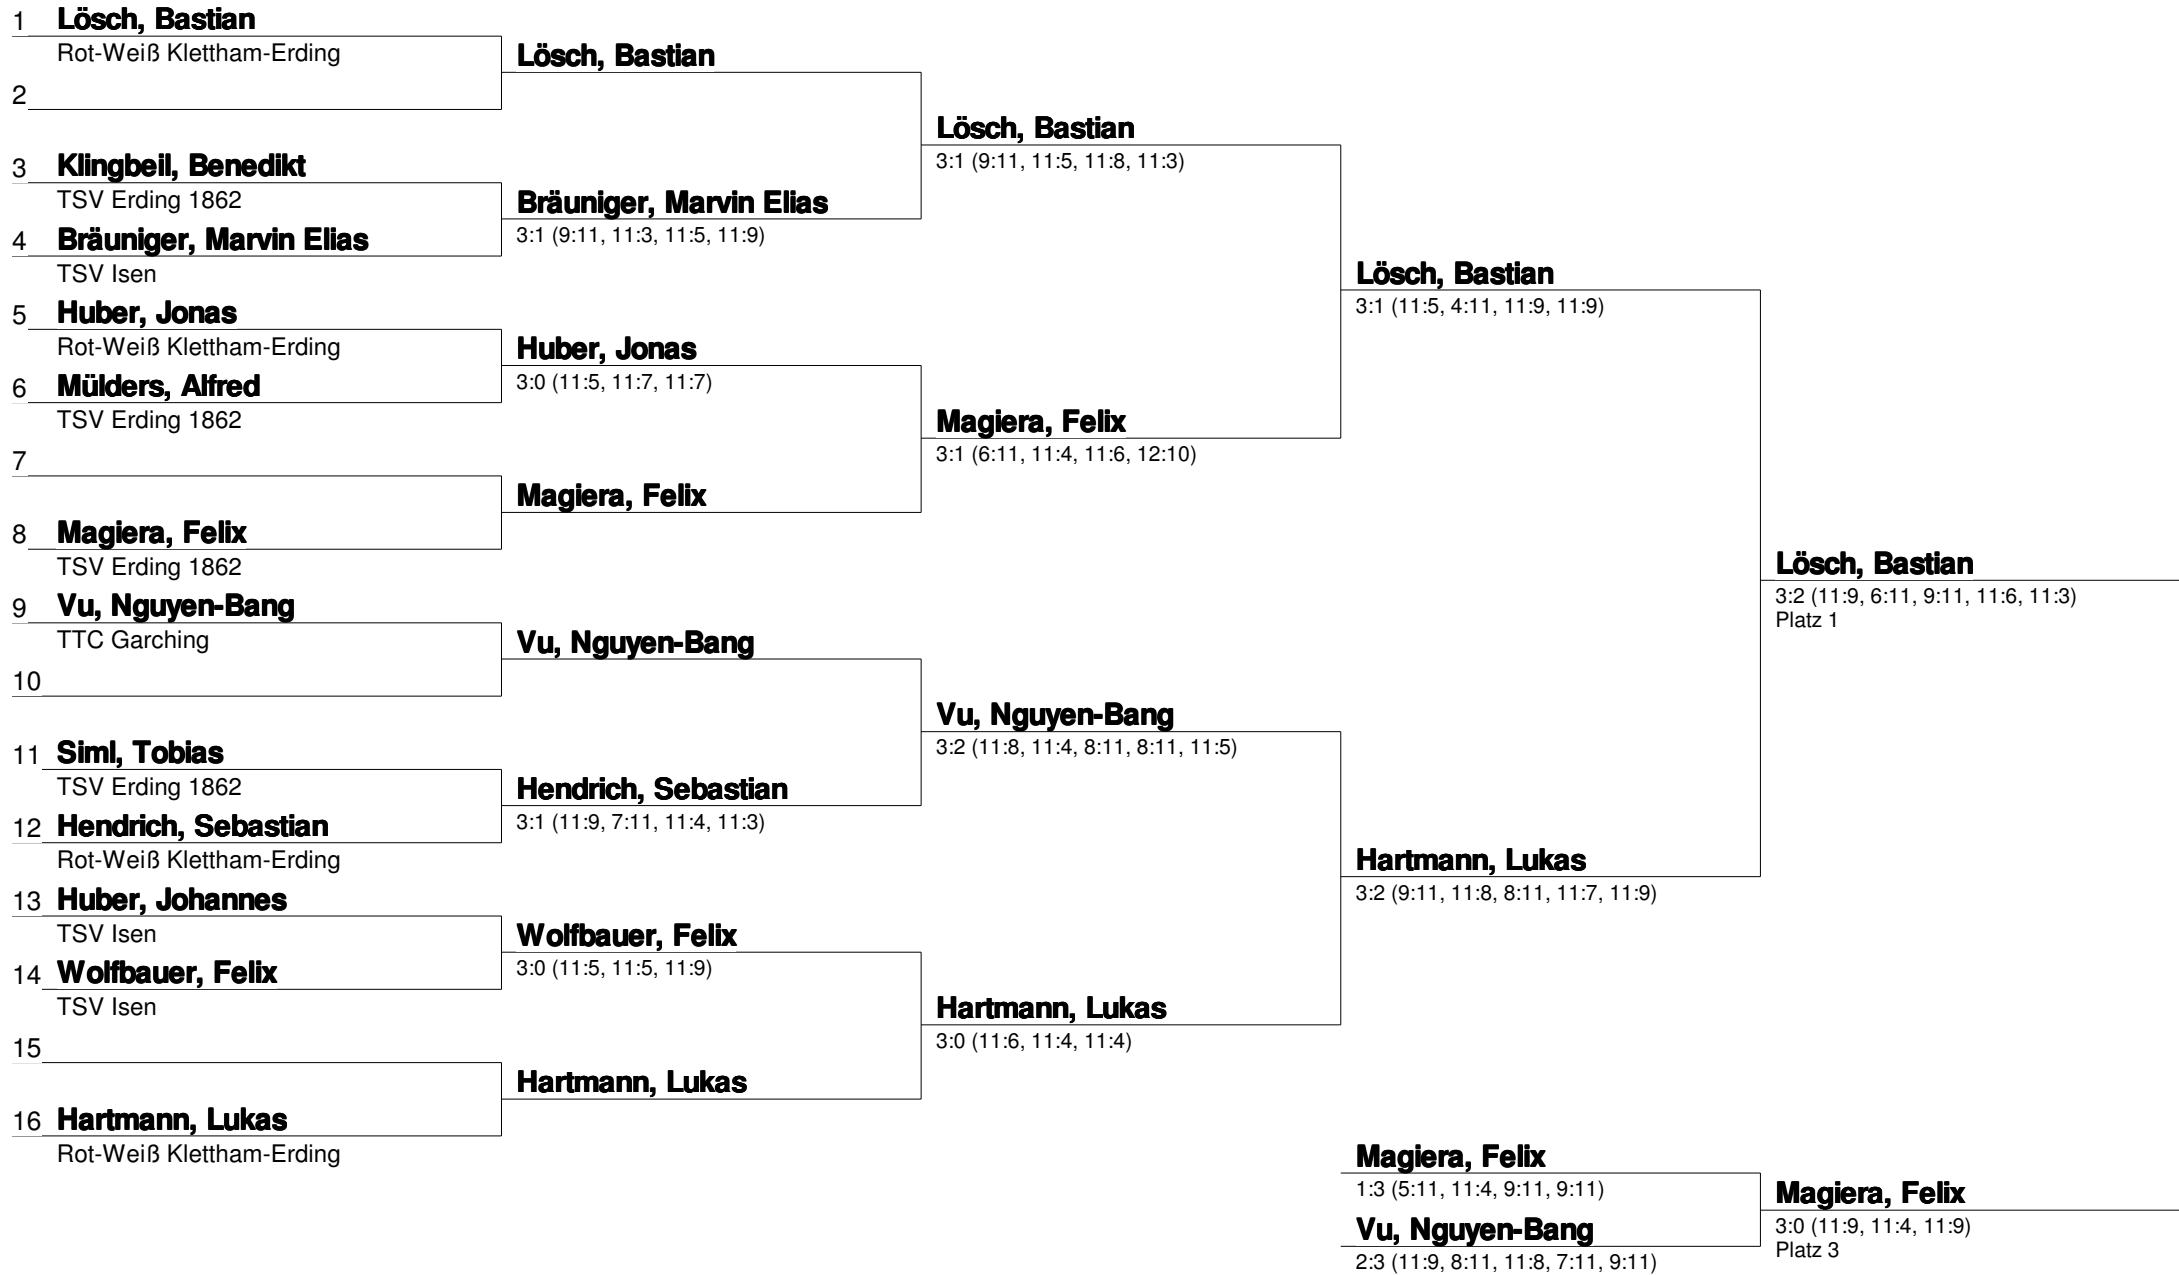 1 Lösch, Bastian
Rot-Weiß Klettham-Erding
2
3 Klingbeil, Benedikt
TSV Erding 1862
4 Bräuniger, Marvin Elias
TSV Isen
5 Huber, Jonas
Rot-Weiß Klettham-Erding
6 Mülders, Alfred
TSV Erding 1862
7
8 Magiera, Felix
TSV Erding 1862
9 Vu, Nguyen-Bang
TTC Garching
10
11 Siml, Tobias
TSV Erding 1862
12 Hendrich, Sebastian
Rot-Weiß Klettham-Erding
13 Huber, Johannes
TSV Isen
14 Wolfbauer, Felix
TSV Isen
15
16 Hartmann, Lukas
Rot-Weiß Klettham-Erding
Lösch, Bastian
Bräuniger, Marvin Elias
3:1 (9:11, 11:3, 11:5, 11:9)
Huber, Jonas
3:0 (11:5, 11:7, 11:7)
Magiera, Felix
Vu, Nguyen-Bang
Hendrich, Sebastian
3:1 (11:9, 7:11, 11:4, 11:3)
Wolfbauer, Felix
3:0 (11:5, 11:5, 11:9)
Hartmann, Lukas
Lösch, Bastian
3:1 (9:11, 11:5, 11:8, 11:3)
Magiera, Felix
3:1 (6:11, 11:4, 11:6, 12:10)
Vu, Nguyen-Bang
3:2 (11:8, 11:4, 8:11, 8:11, 11:5)
Hartmann, Lukas
3:0 (11:6, 11:4, 11:4)
Lösch, Bastian
3:1 (11:5, 4:11, 11:9, 11:9)
Hartmann, Lukas
3:2 (9:11, 11:8, 8:11, 11:7, 11:9)
Lösch, Bastian
3:2 (11:9, 6:11, 9:11, 11:6, 11:3)
Platz 1
Magiera, Felix
1:3 (5:11, 11:4, 9:11, 9:11)
Vu, Nguyen-Bang
2:3 (11:9, 8:11, 11:8, 7:11, 9:11)
Magiera, Felix
3:0 (11:9, 11:4, 11:9)
Platz 3